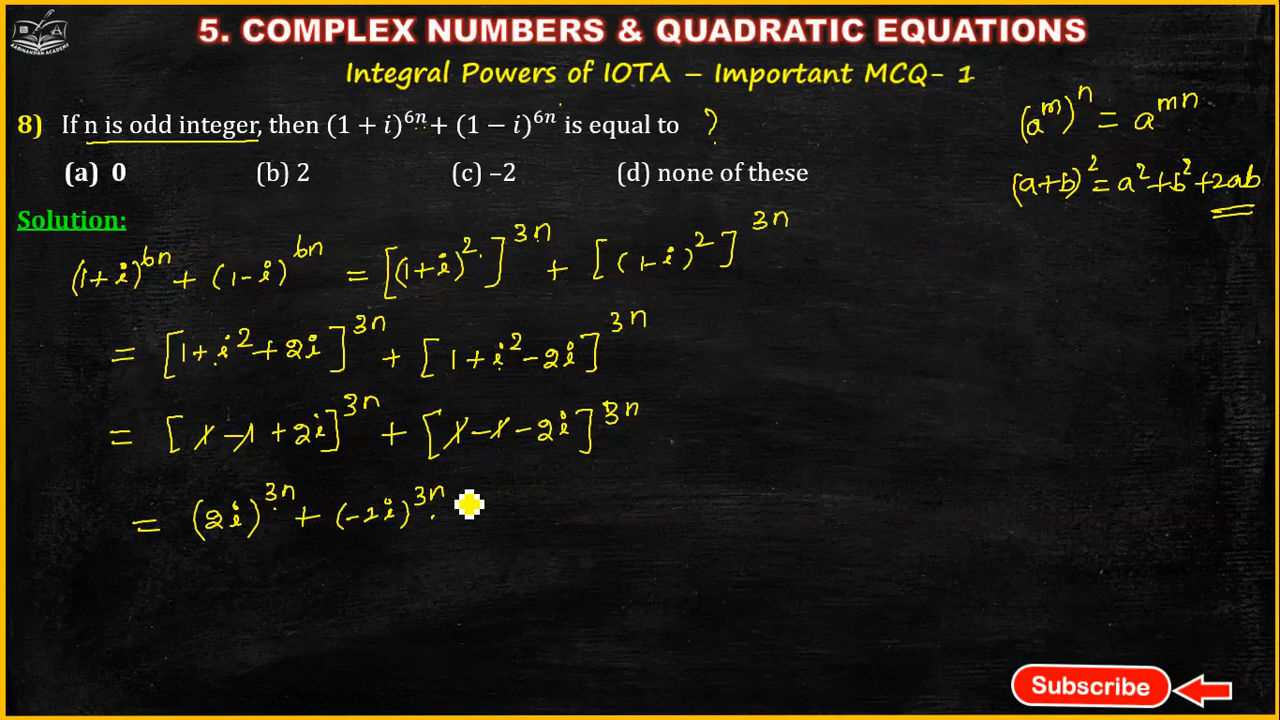 5. COMPLEX NUMBERS & QUADRATIC EQUATIONS
Integral Powers of IOTA – Important MCQ- 1
8) If n is odd integer, then (1 + i)^{6n} + (1 − i)^{6n} is equal to ?
(a) 0 (b) 2 (c) –2 (d) none of these
(a^m)^n = a^{mn}
(a+b)^2 = a^2+b^2+2ab
Solution:
(1+i)^{6n} + (1-i)^{6n} = [(1+i)^2]^{3n} + [(1-i)^2]^{3n}
= [1+i^2+2i]^{3n} + [1+i^2-2i]^{3n}
= [1-1+2i]^{3n} + [1-1-2i]^{3n}
= (2i)^{3n} + (-2i)^{3n}
Subscribe